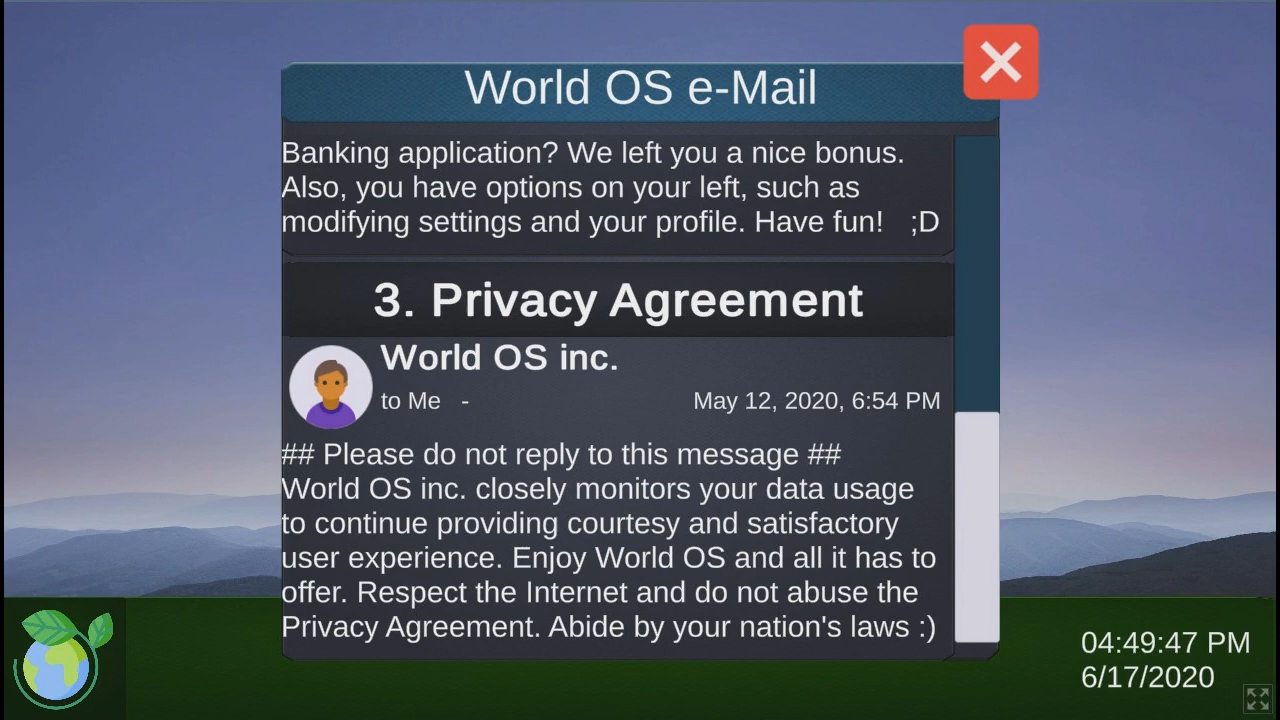 World OS e-Mail
Banking application? We left you a nice bonus.
Also, you have options on your left, such as
modifying settings and your profile. Have fun! ;D
3. Privacy Agreement
World OS inc.
to Me -
May 12, 2020, 6:54 PM
## Please do not reply to this message ##
World OS inc. closely monitors your data usage
to continue providing courtesy and satisfactory
user experience. Enjoy World OS and all it has to
offer. Respect the Internet and do not abuse the
Privacy Agreement. Abide by your nation's laws :)
04:49:47 PM
6/17/2020